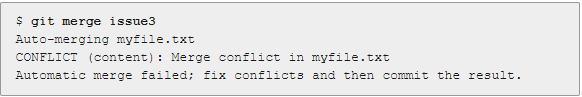 $ git merge issue3
Auto-merging myfile.txt
CONFLICT (content): Merge conflict in myfile.txt
Automatic merge failed; fix conflicts and then commit the result.